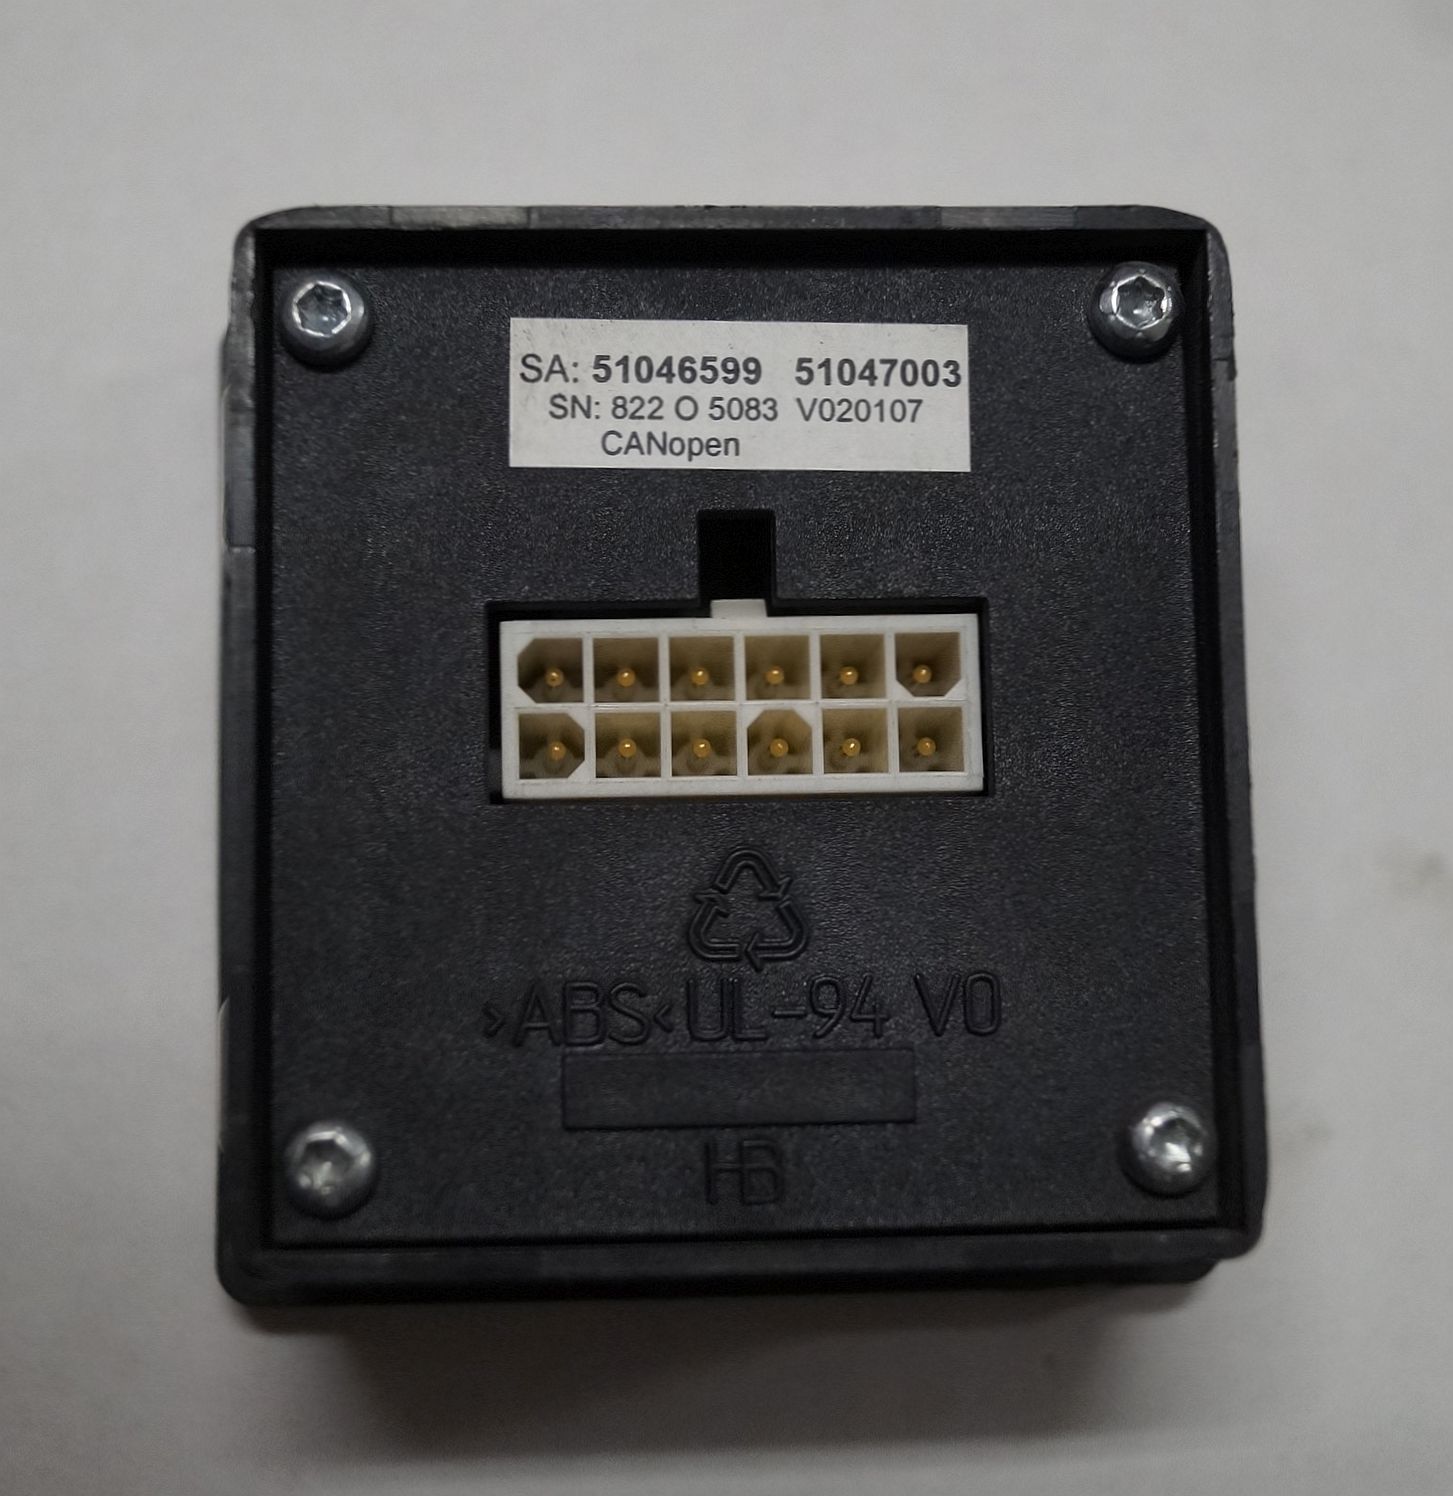 SA: 51046599 51047003
SN: 822 O 5083 V020107
CANopen
>ABS< UL-94 V0
HB